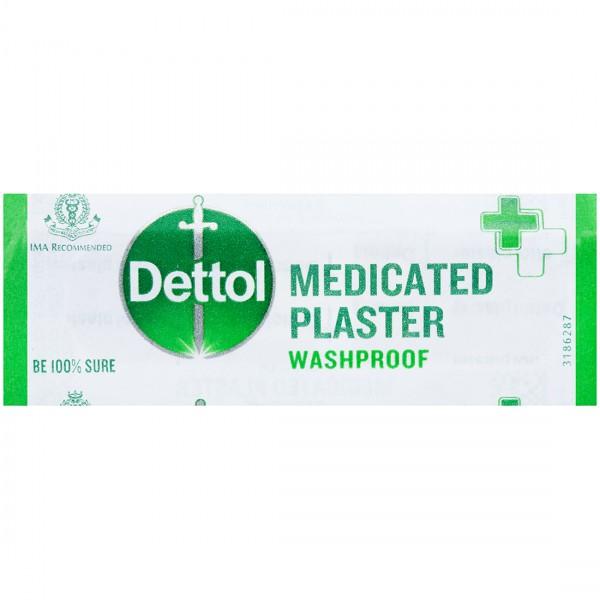 IMA RECOMMENDED
Dettol
MEDICATED
PLASTER
WASHPROOF
BE 100% SURE
3186287